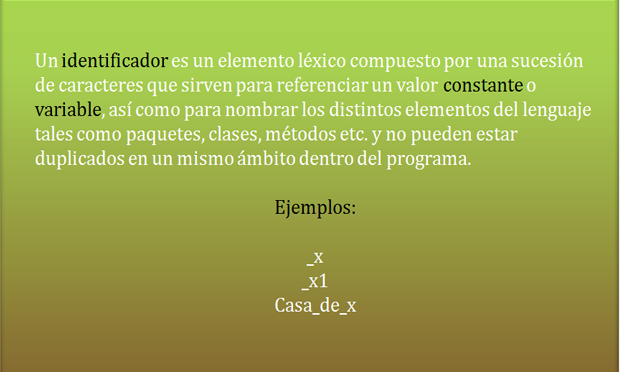 Un identificador es un elemento léxico compuesto por una sucesión
de caracteres que sirven para referenciar un valor constante o
variable, así como para nombrar los distintos elementos del lenguaje
tales como paquetes, clases, métodos etc. y no pueden estar
duplicados en un mismo ámbito dentro del programa.
Ejemplos:
_x
_x1
Casa_de_x